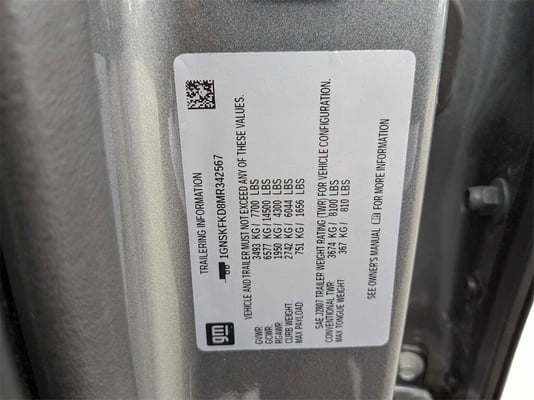 TRAILERING INFORMATION
1GNSKFKD8MR342567
VEHICLE AND TRAILER MUST NOT EXCEED ANY OF THESE VALUES.
GVWR: 3493 KG/ 7700 LBS
GCWR: 6577 KG/ 14500 LBS
RGAWR: 1950 KG/ 4300 LBS
CURB WEIGHT: 2742 KG/ 6044 LBS
MAX PAYLOAD: 751 KG/ 1656 LBS
SAE J2807 TRAILER WEIGHT RATING (TWR) FOR VEHICLE CONFIGURATION.
CONVENTIONAL TWR: 3674 KG/ 8100 LBS
MAX TONGUE WEIGHT: 367 KG/ 810 LBS
SEE OWNER'S MANUAL FOR MORE INFORMATION
gm